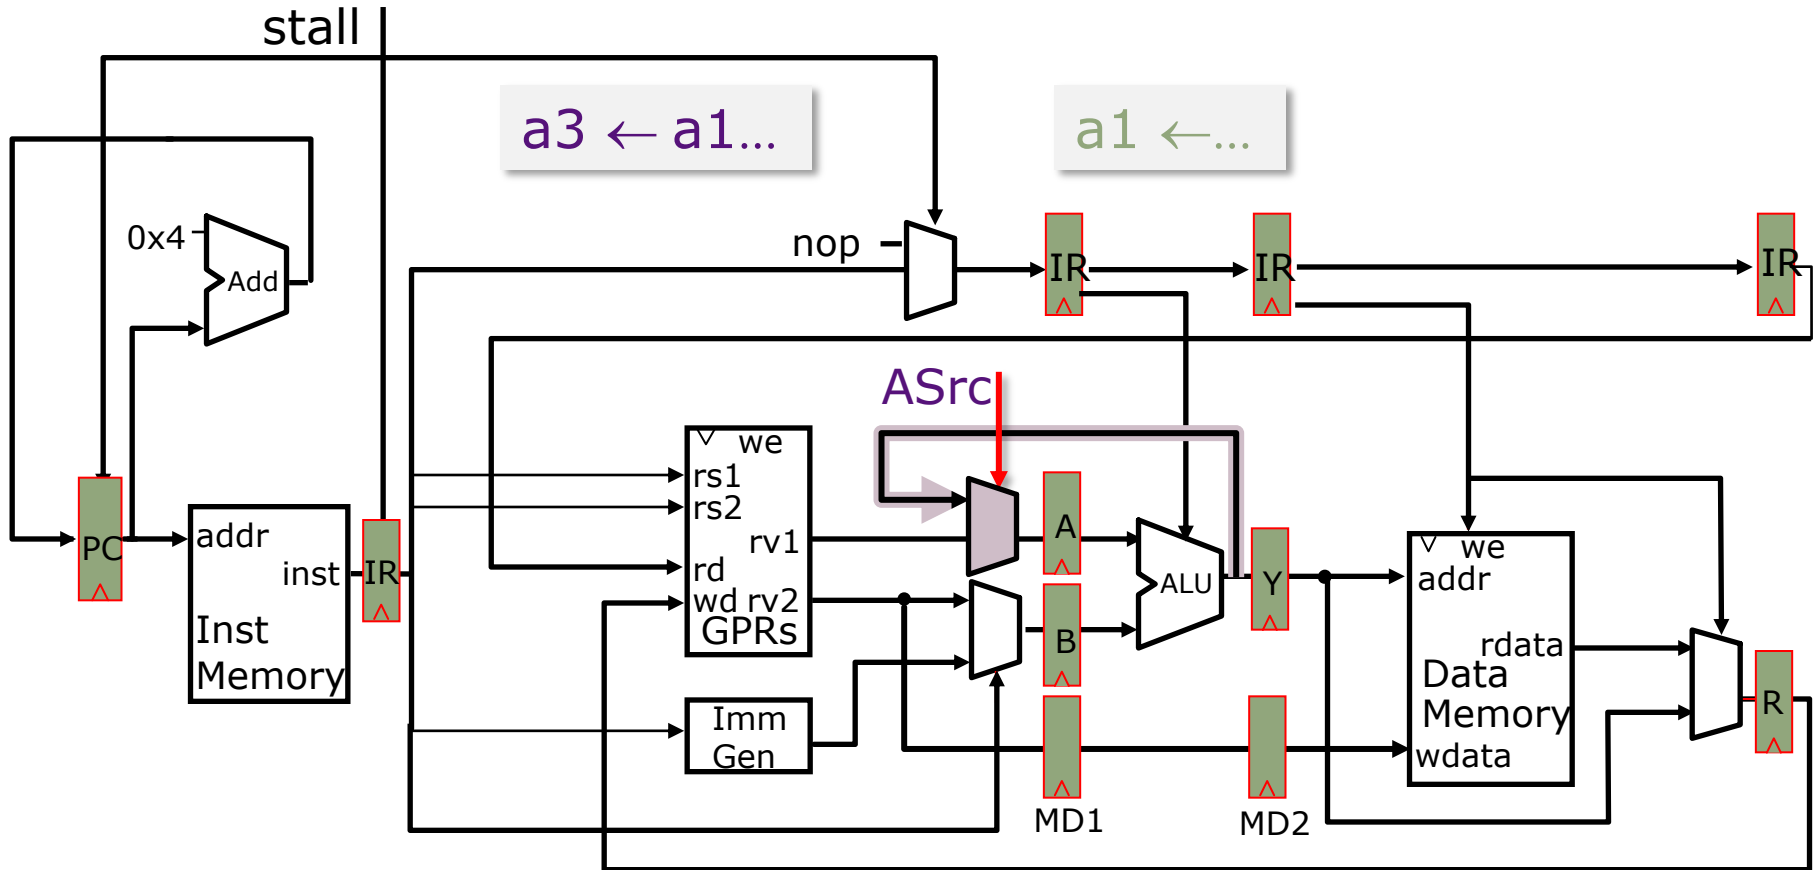 stall
a3 ← a1...
a1 ←...
0x4
Add
nop
IR
IR
IR
ASrc
we
rs1
rs2
rv1
rd
wd rv2
GPRs
PC
addr
inst
Inst
Memory
IR
A
B
ALU
Y
we
addr
rdata
Data
Memory
wdata
R
Imm
Gen
MD1
MD2